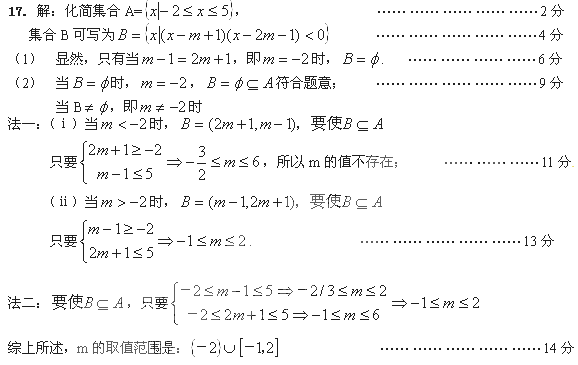 17. 解：化简集合 A={x|−2≤x≤5}, ……………………2 分
集合 B 可写为 B={x|(x−m+1)(x−2m−1)<0} ……………………4 分
（1） 显然，只有当 m−1=2m+1，即 m=−2 时，B=ϕ. ………………6 分
（2） 当 B=ϕ 时，m=−2，B=ϕ⊆A 符合题意； ……………………9 分
当 B≠ϕ，即 m≠−2 时
法一：（ⅰ）当 m<−2 时，B=(2m+1,m−1)，要使 B⊆A
只要 {2m+1≥−2, m−1≤5 ⇒ −3/2≤m≤6，所以 m 的值不存在； ……………11 分
（ⅱ）当 m>−2 时，B=(m−1,2m+1)，要使 B⊆A
只要 {m−1≥−2, 2m+1≤5 ⇒ −1≤m≤2. ……………………13 分
法二：要使 B⊆A，只要 {−2≤m−1≤5⇒−2/3≤m≤2, −2≤2m+1≤5⇒−1≤m≤6 ⇒ −1≤m≤2
综上所述，m 的取值范围是：{−2}∪[−1,2] ……………………14 分